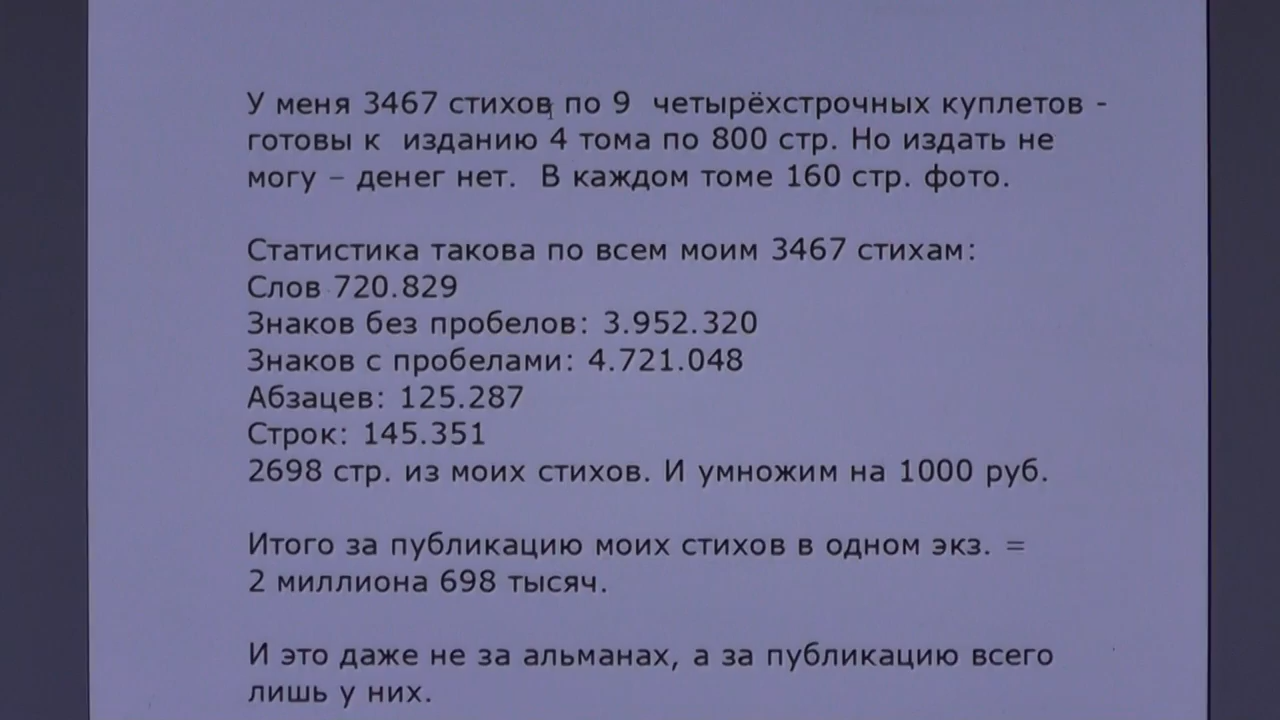 У меня 3467 стихов по 9  четырёхстрочных куплетов -
готовы к  изданию 4 тома по 800 стр. Но издать не
могу – денег нет.  В каждом томе 160 стр. фото.
Статистика такова по всем моим 3467 стихам:
Слов 720.829
Знаков без пробелов: 3.952.320
Знаков с пробелами: 4.721.048
Абзацев: 125.287
Строк: 145.351
2698 стр. из моих стихов. И умножим на 1000 руб.
Итого за публикацию моих стихов в одном экз. =
2 миллиона 698 тысяч.
И это даже не за альманах, а за публикацию всего
лишь у них.